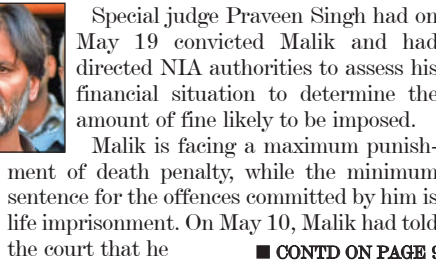 Special judge Praveen Singh had on
May 19 convicted Malik and had
directed NIA authorities to assess his
financial situation to determine the
amount of fine likely to be imposed.
Malik is facing a maximum punish-
ment of death penalty, while the minimum
sentence for the offences committed by him is
life imprisonment. On May 10, Malik had told
the court that he
■ CONTD ON PAGE 9